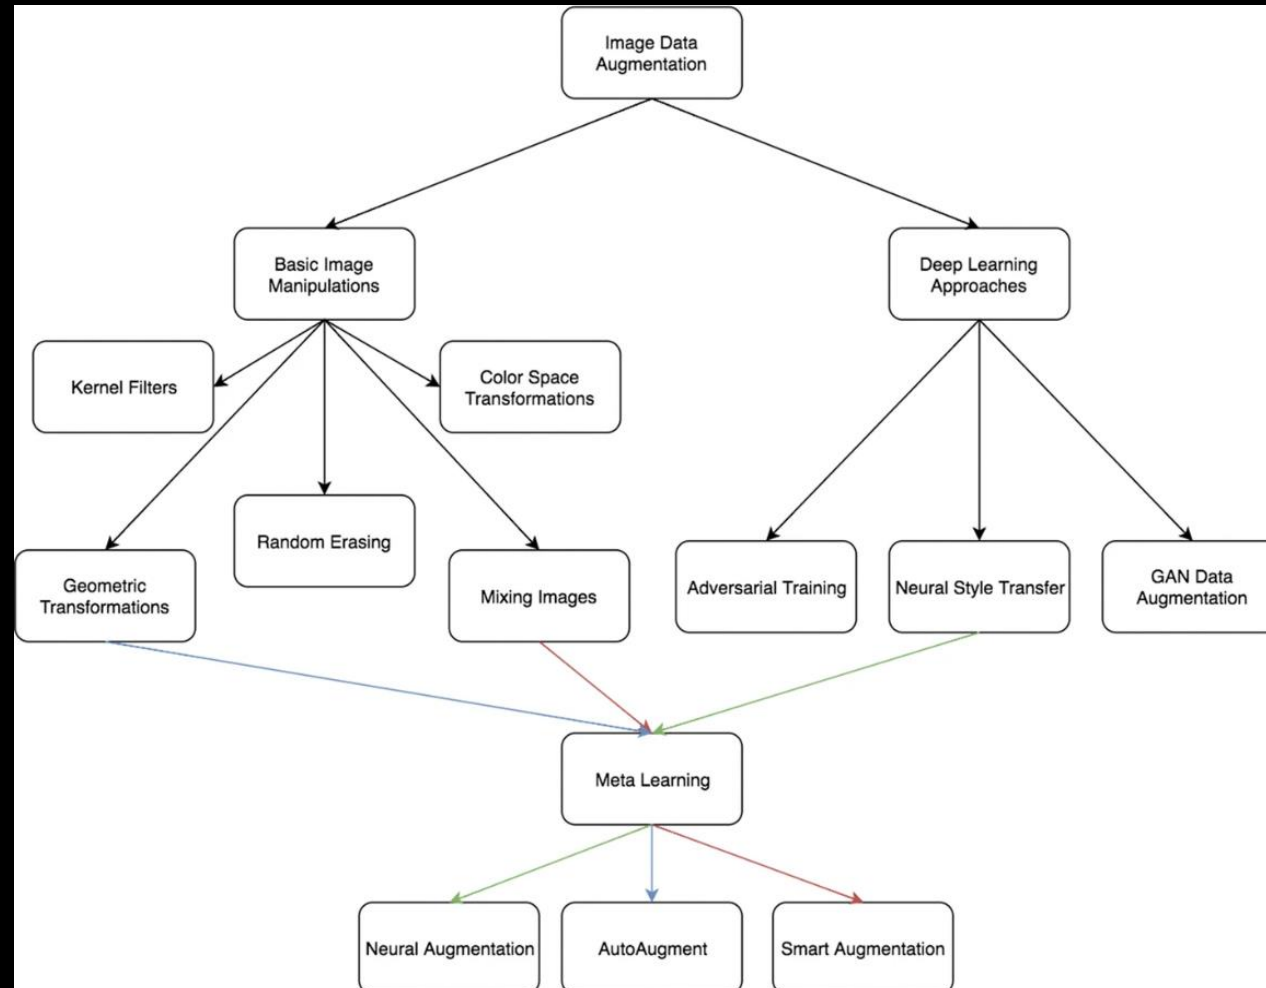 Image Data
Augmentation
Basic Image
Manipulations
Deep Learning
Approaches
Kernel Filters
Color Space
Transformations
Random Erasing
Geometric
Transformations
Mixing Images
Adversarial Training
Neural Style Transfer
GAN Data
Augmentation
Meta Learning
Neural Augmentation
AutoAugment
Smart Augmentation